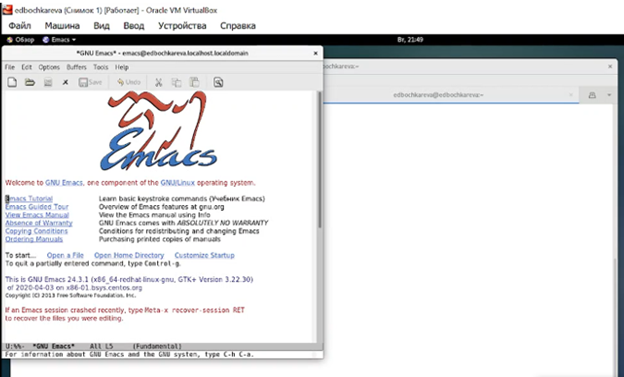 edbochkareva (Снимок 1) [Работает] - Oracle VM VirtualBox
Файл Машина Вид Ввод Устройства Справка
Обзор Emacs Вт, 21:49
*GNU Emacs* - emacs@edbochkareva.localhost.localdomain
bochkareva:~
File Edit Options Buffers Tools Help
Save Undo
edbochkareva@edbochkareva:~
Emacs
Welcome to GNU Emacs, one component of the GNU/Linux operating system.
Emacs Tutorial Learn basic keystroke commands (Учебник Emacs)
Emacs Guided Tour Overview of Emacs features at gnu.org
View Emacs Manual View the Emacs manual using Info
Absence of Warranty GNU Emacs comes with ABSOLUTELY NO WARRANTY
Copying Conditions Conditions for redistributing and changing Emacs
Ordering Manuals Purchasing printed copies of manuals
To start... Open a File Open Home Directory Customize Startup
To quit a partially entered command, type Control-g.
This is GNU Emacs 24.3.1 (x86_64-redhat-linux-gnu, GTK+ Version 3.22.30)
of 2020-04-03 on x86-01.bsys.centos.org
Copyright (C) 2013 Free Software Foundation, Inc.
If an Emacs session crashed recently, type Meta-x recover-session RET
to recover the files you were editing.
U:%%- *GNU Emacs* All L5 (Fundamental)
For information about GNU Emacs and the GNU system, type C-h C-a.